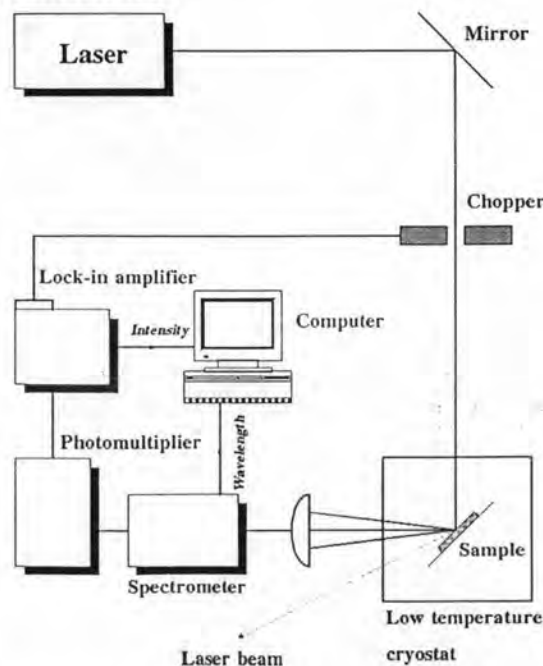 Laser
Mirror
Chopper
Lock-in amplifier
Intensity
Computer
Photomultiplier
Wavelength
Spectrometer
Sample
Low temperature
cryostat
Laser beam